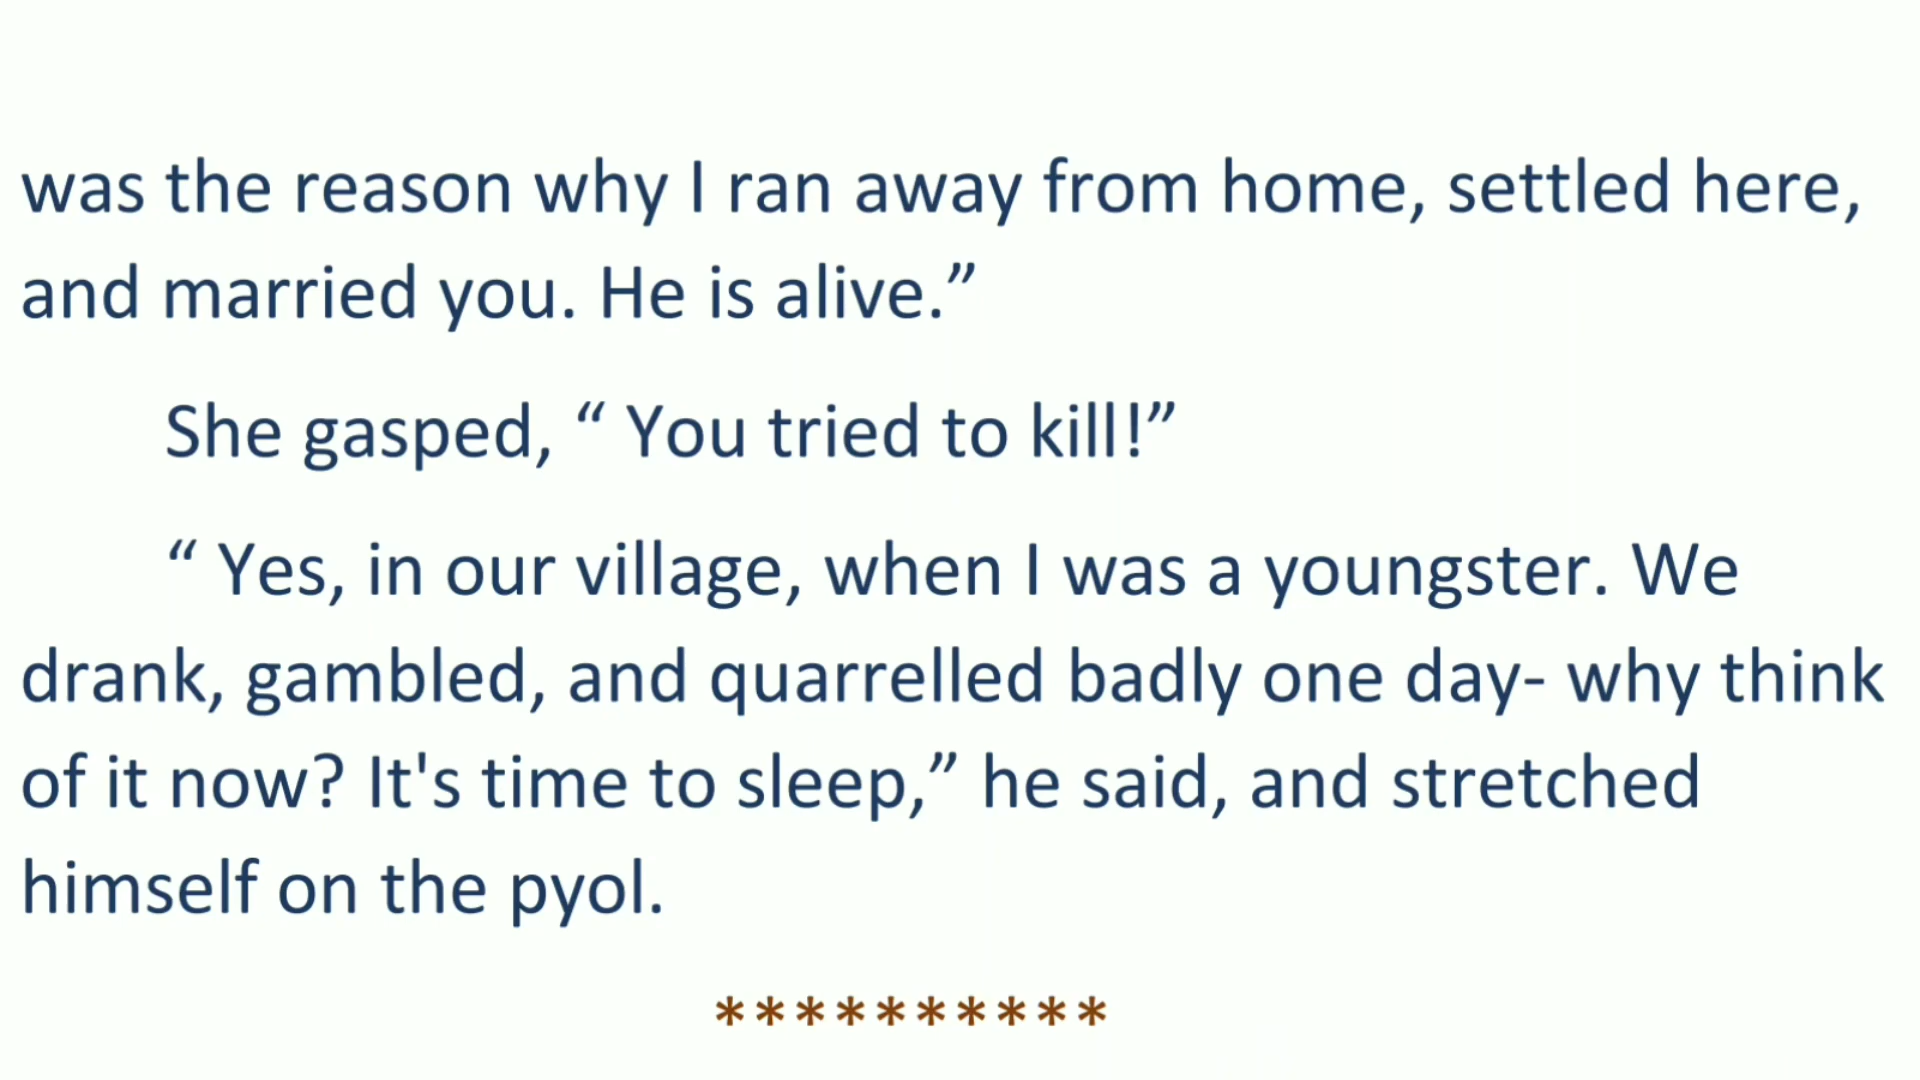 was the reason why I ran away from home, settled here,
and married you. He is alive.”
She gasped, “ You tried to kill!”
“ Yes, in our village, when I was a youngster. We
drank, gambled, and quarrelled badly one day- why think
of it now? It's time to sleep,” he said, and stretched
himself on the pyol.
**********